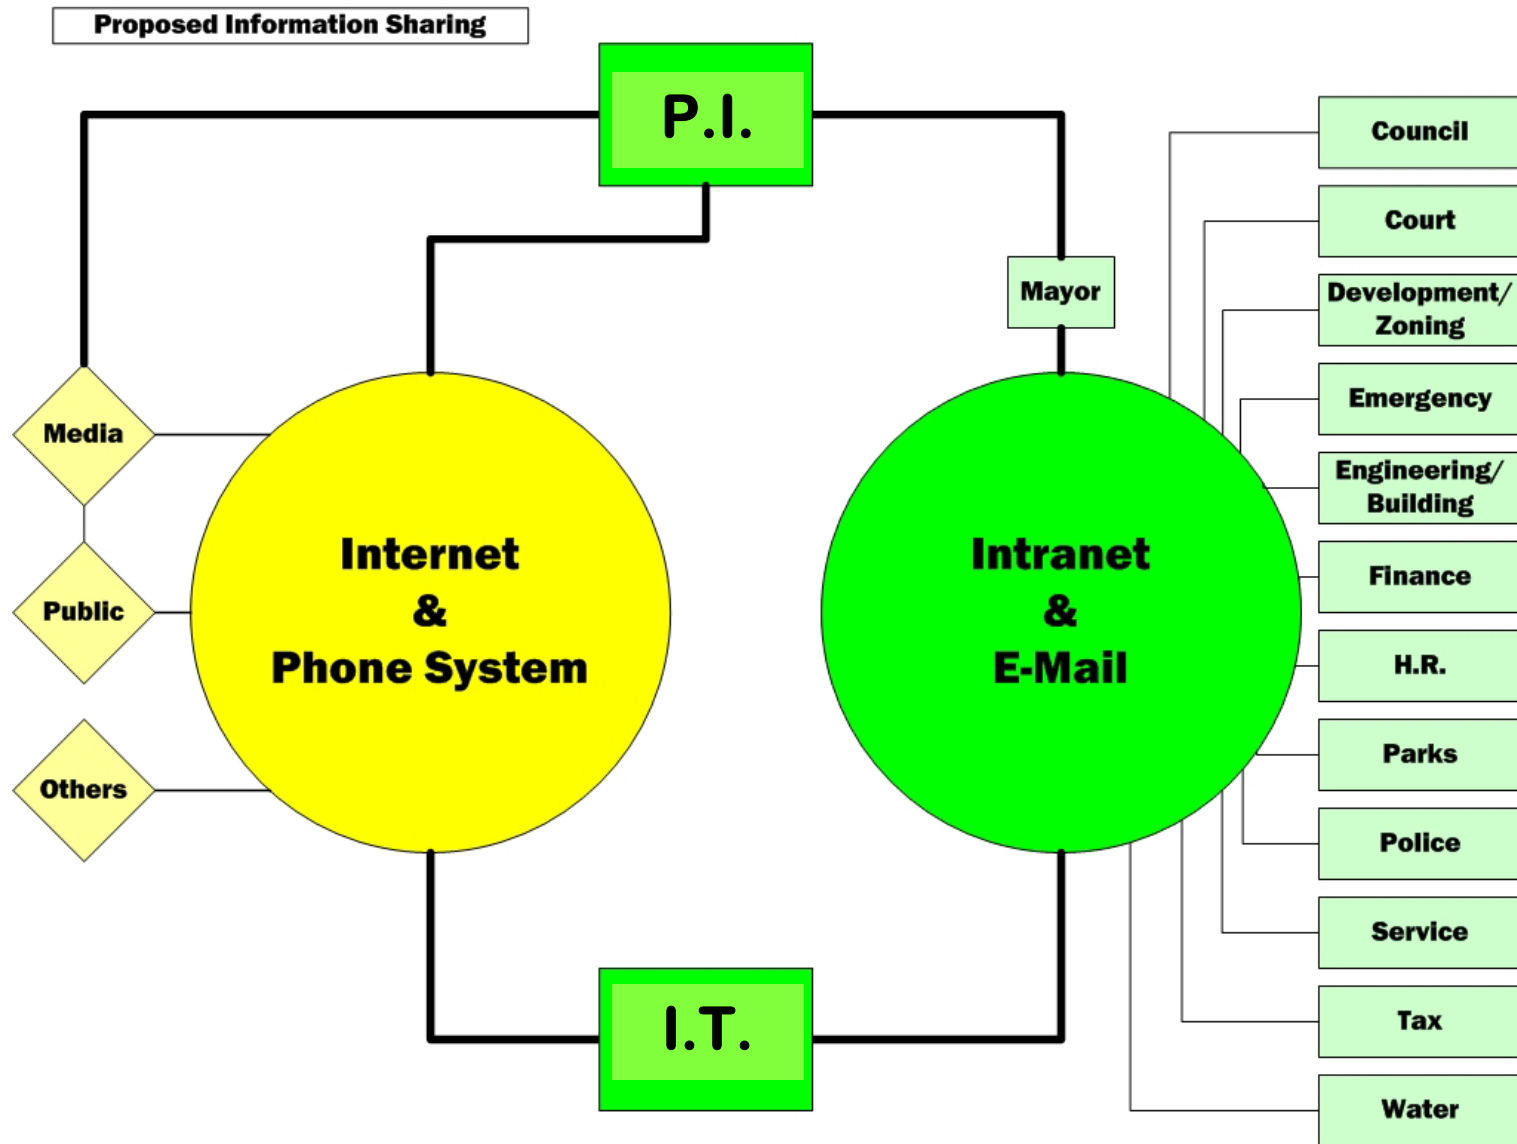 Proposed Information Sharing
P.I.
Council
Court
Mayor
Development/
Zoning
Emergency
Media
Engineering/
Building
Internet
&
Phone System
Intranet
&
E-Mail
Finance
Public
H.R.
Parks
Others
Police
Service
I.T.
Tax
Water